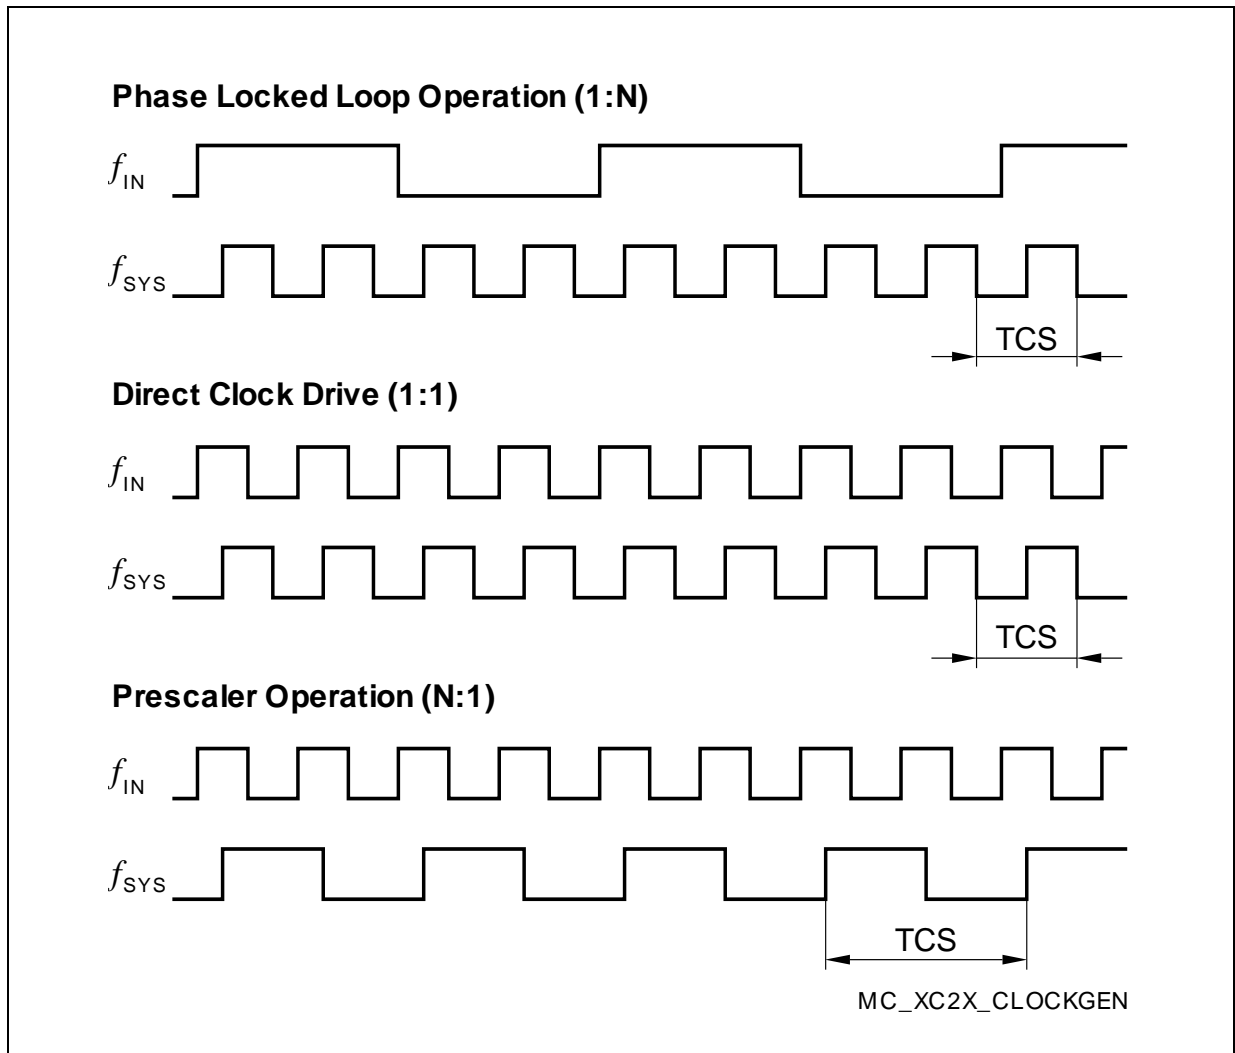 Phase Locked Loop Operation (1:N)
fIN
fSYS
TCS
Direct Clock Drive (1:1)
fIN
fSYS
TCS
Prescaler Operation (N:1)
fIN
fSYS
TCS
MC_XC2X_CLOCKGEN